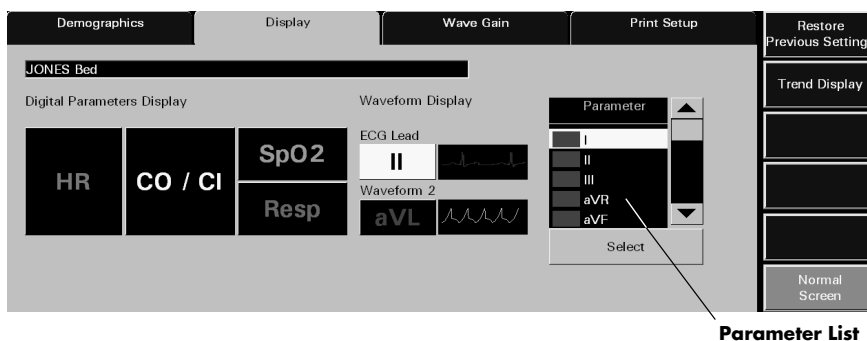 Demographics
Display
Wave Gain
Print Setup
Restore
Previous Setting
JONES Bed
Trend Display
Digital Parameters Display
Waveform Display
Parameter
ECG Lead
HR
CO / CI
SpO2
Resp
II
Waveform 2
aVL
I
II
III
aVR
aVF
Select
Normal
Screen
Parameter List